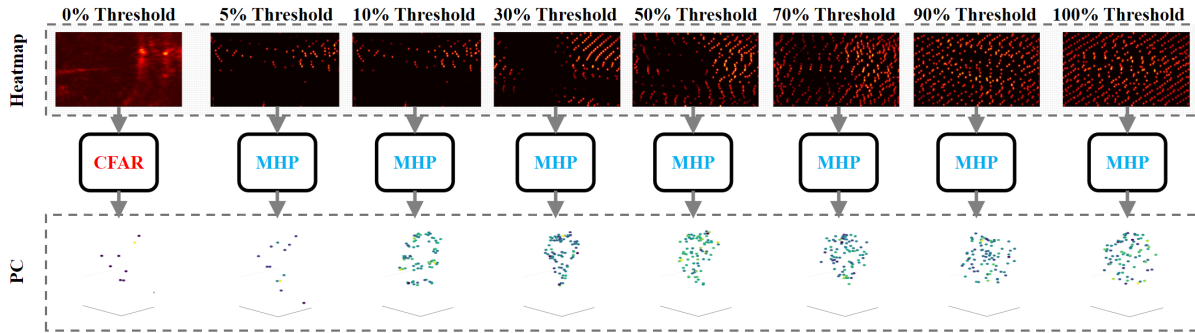 0% Threshold 5% Threshold 10% Threshold 30% Threshold 50% Threshold 70% Threshold 90% Threshold 100% Threshold
Heatmap
CFAR MHP MHP MHP MHP MHP MHP MHP
PC